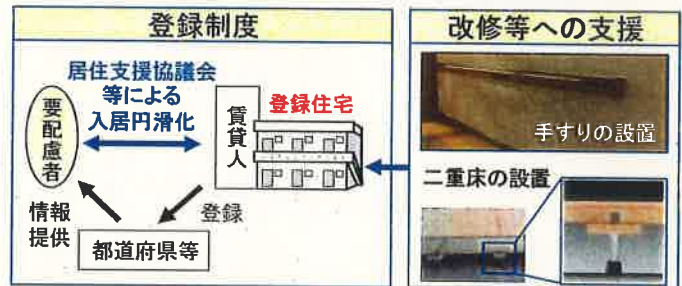 登録制度
居住支援協議会
等による
入居円滑化
要配慮者
賃貸人
登録住宅
情報
提供
登録
都道府県等
改修等への支援
手すりの設置
二重床の設置